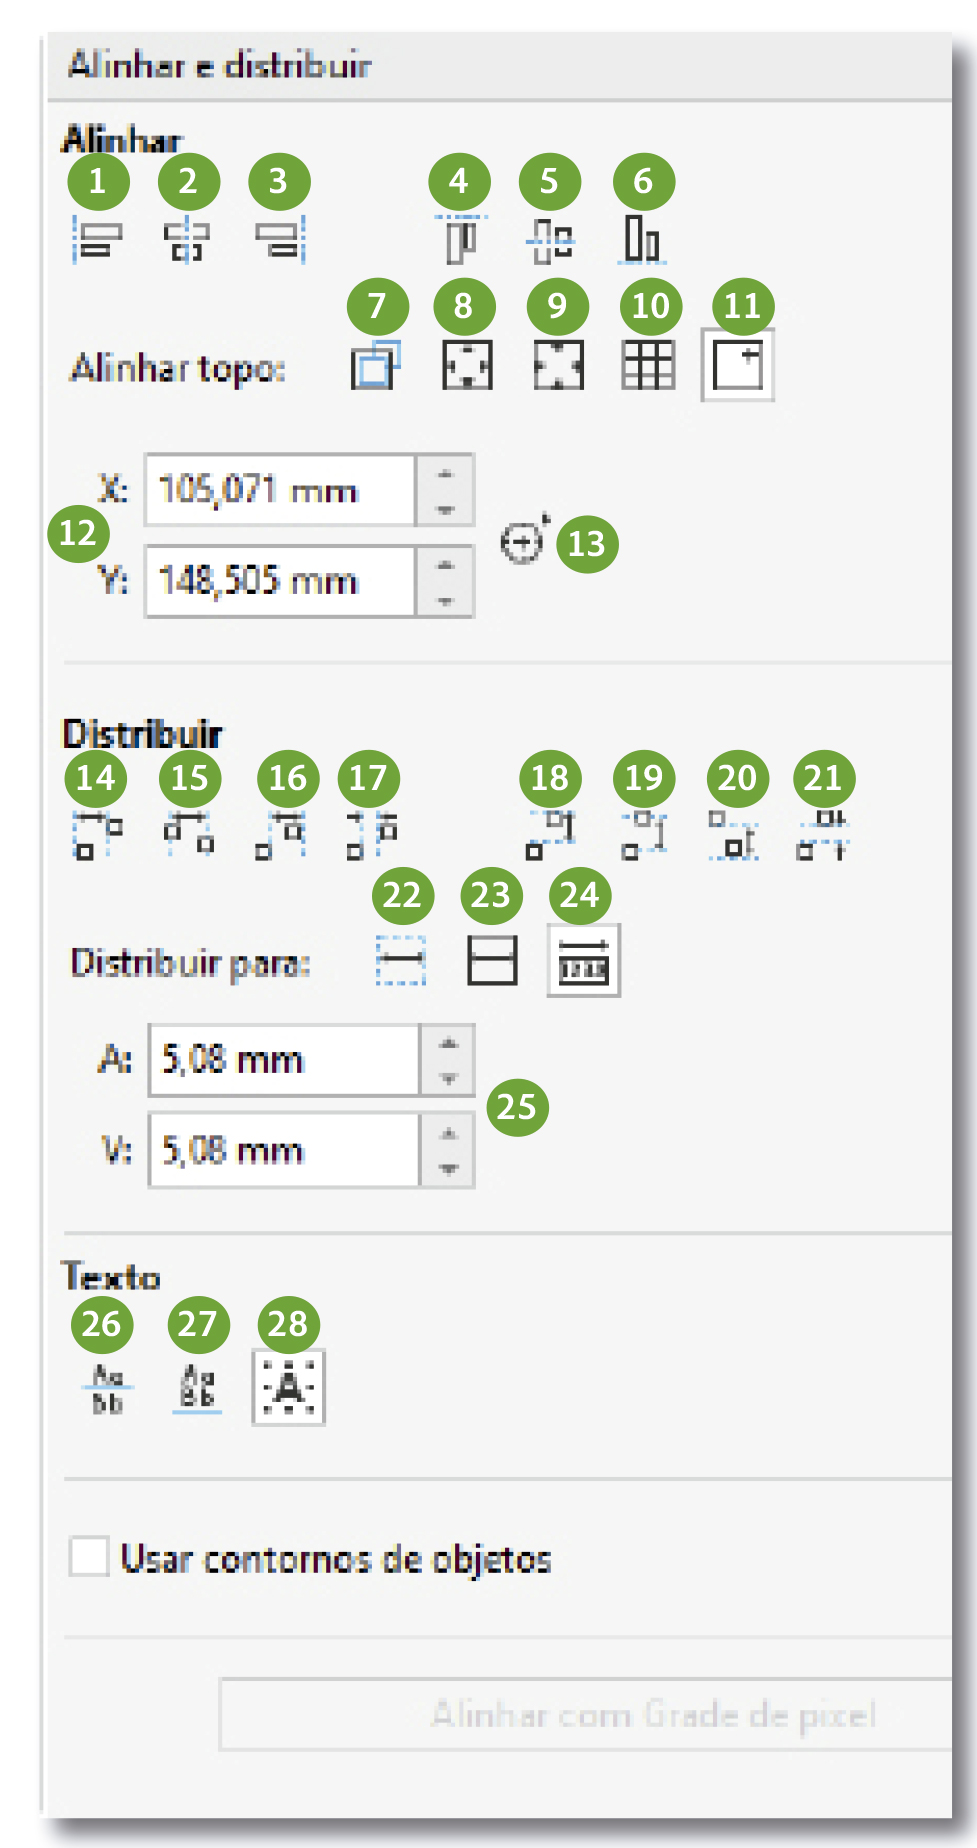 Alinhar e distribuir
Alinhar
1 2 3 4 5 6
7 8 9 10 11
Alinhar topo:
X: 105,071 mm
12 13
Y: 148,505 mm
Distribuir
14 15 16 17 18 19 20 21
22 23 24
Distribuir para:
A: 5,08 mm
25
V: 5,08 mm
Texto
26 27 28
Aa Aa A
Bb Bb
Usar contornos de objetos
Alinhar com Grade de pixel